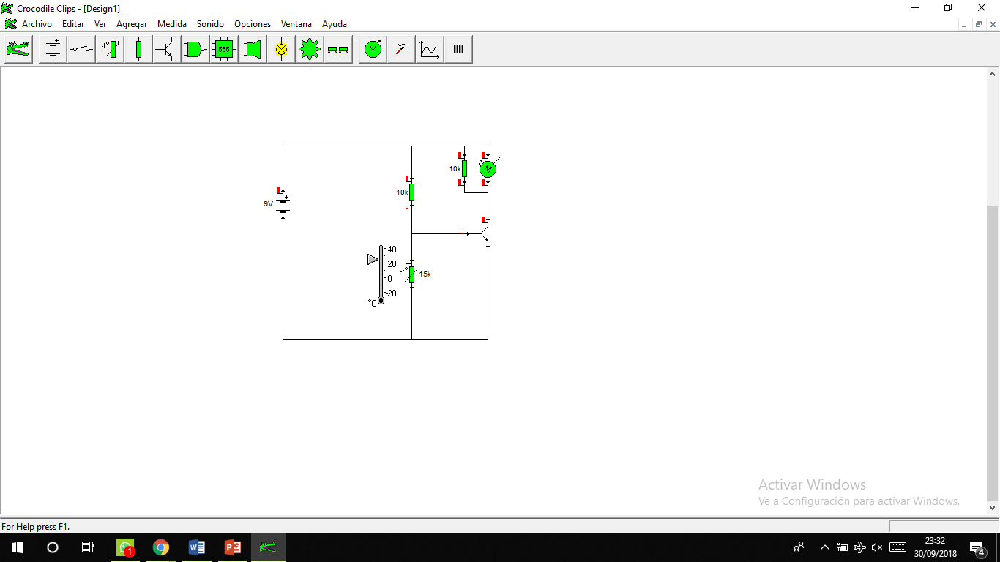 Crocodile Clips - [Design1]
Archivo Editar Ver Agregar Medida Sonido Opciones Ventana Ayuda
555 V
10k M
10k
9V
40
20
-t° 15k
0
-20
°C
Activar Windows
Ve a Configuración para activar Windows.
For Help press F1.
1 23:32
30/09/2018 4